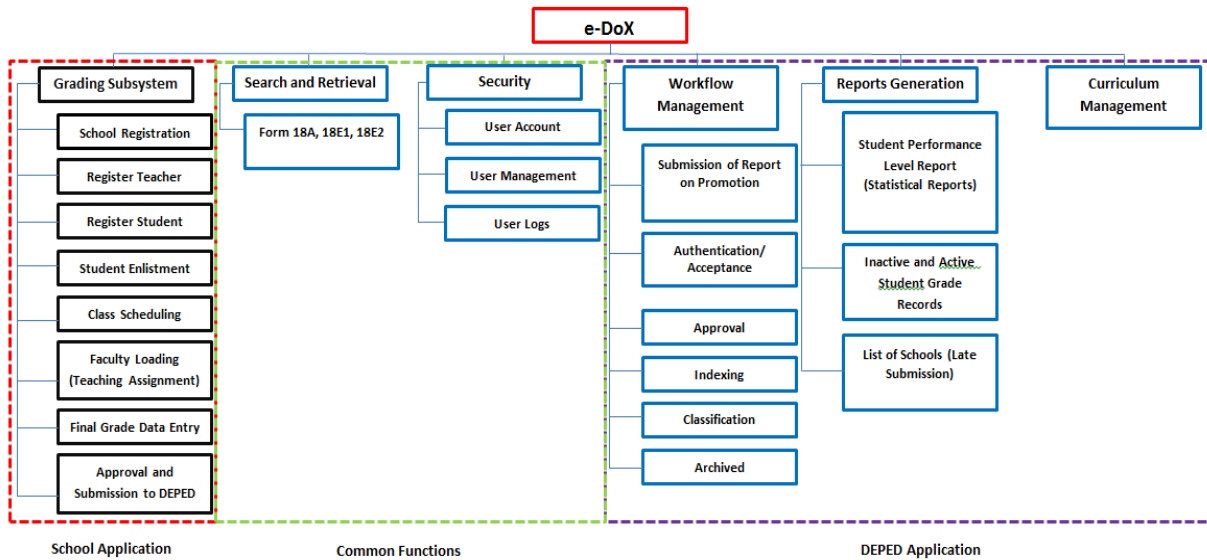 e-DoX
Grading Subsystem
School Registration
Register Teacher
Register Student
Student Enlistment
Class Scheduling
Faculty Loading
(Teaching Assignment)
Final Grade Data Entry
Approval and
Submission to DEPED
Search and Retrieval
Form 18A, 18E1, 18E2
Security
User Account
User Management
User Logs
Workflow
Management
Submission of Report
on Promotion
Authentication/
Acceptance
Approval
Indexing
Classification
Archived
Reports Generation
Student Performance
Level Report
(Statistical Reports)
Inactive and Active
Student Grade
Records
List of Schools (Late
Submission)
Curriculum
Management
School Application
Common Functions
DEPED Application